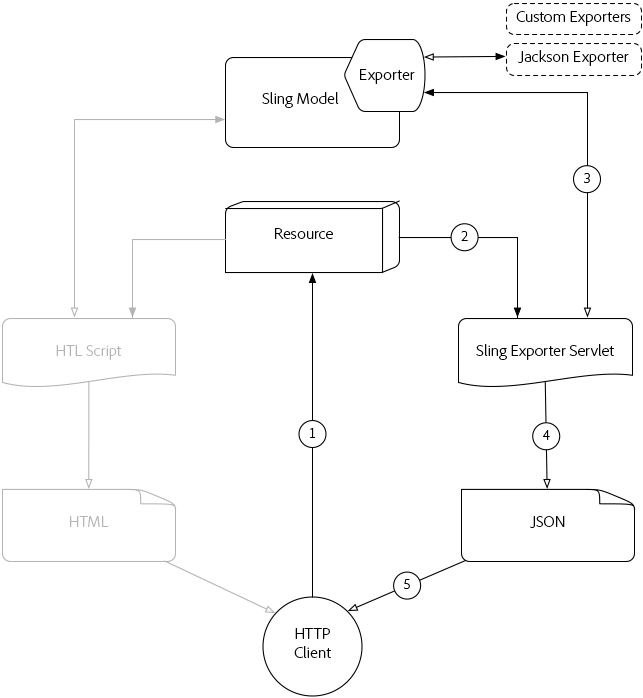 Custom Exporters
Jackson Exporter
Exporter
Sling Model
3
Resource
2
HTL Script
Sling Exporter Servlet
1
4
HTML
JSON
5
HTTP
Client